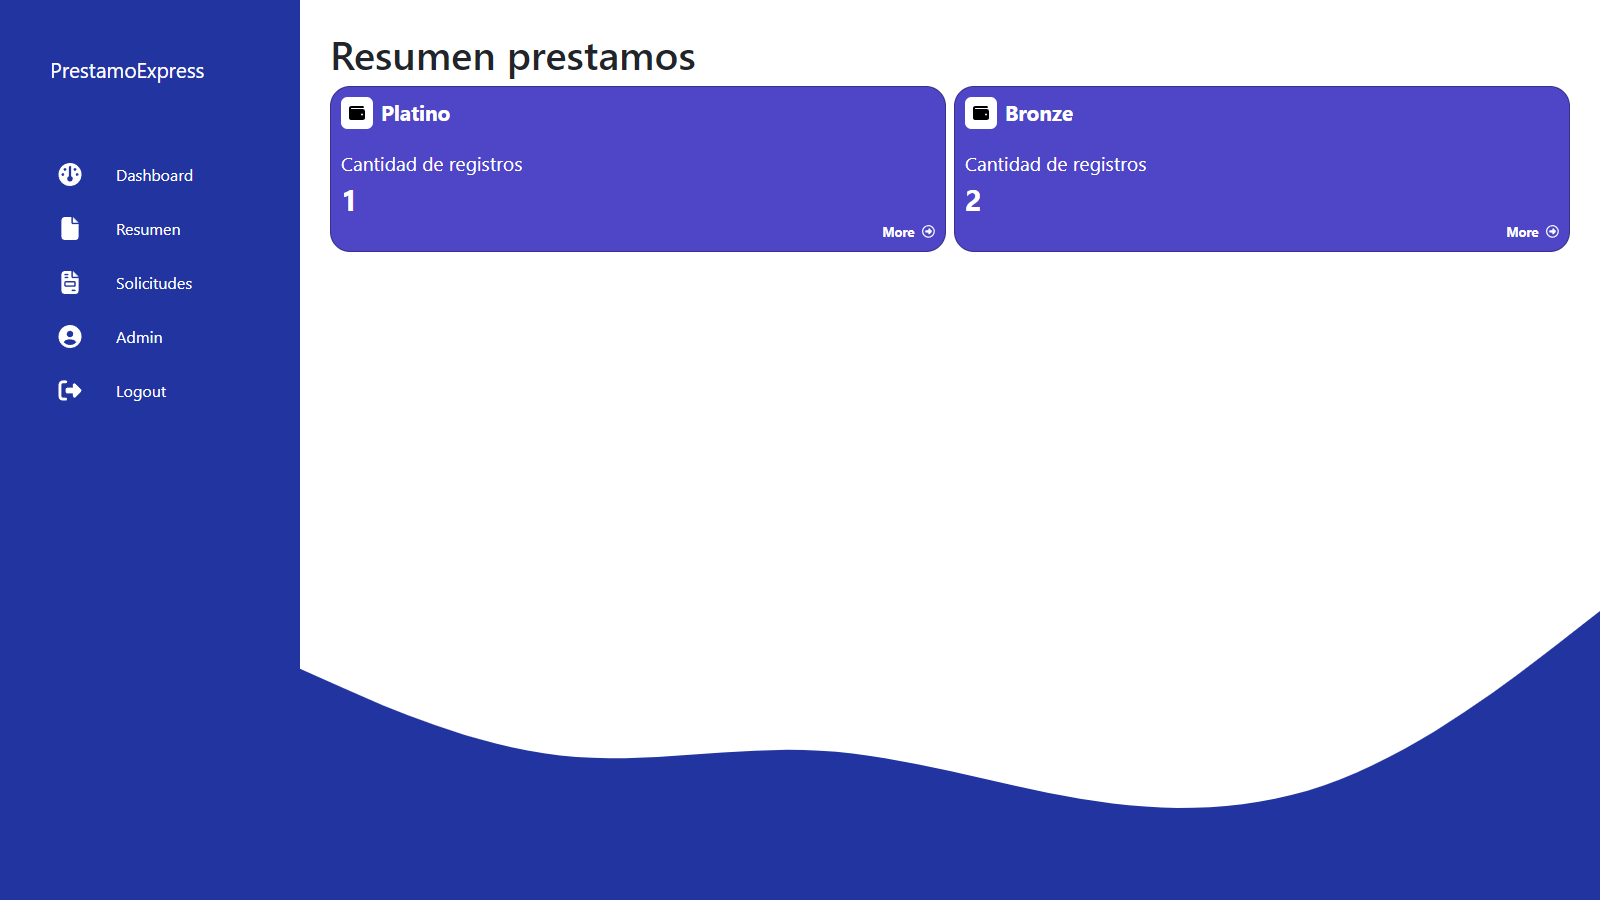 PrestamoExpress
Dashboard
Resumen
Solicitudes
Admin
Logout
Resumen prestamos
Platino
Cantidad de registros
1
More
Bronze
Cantidad de registros
2
More